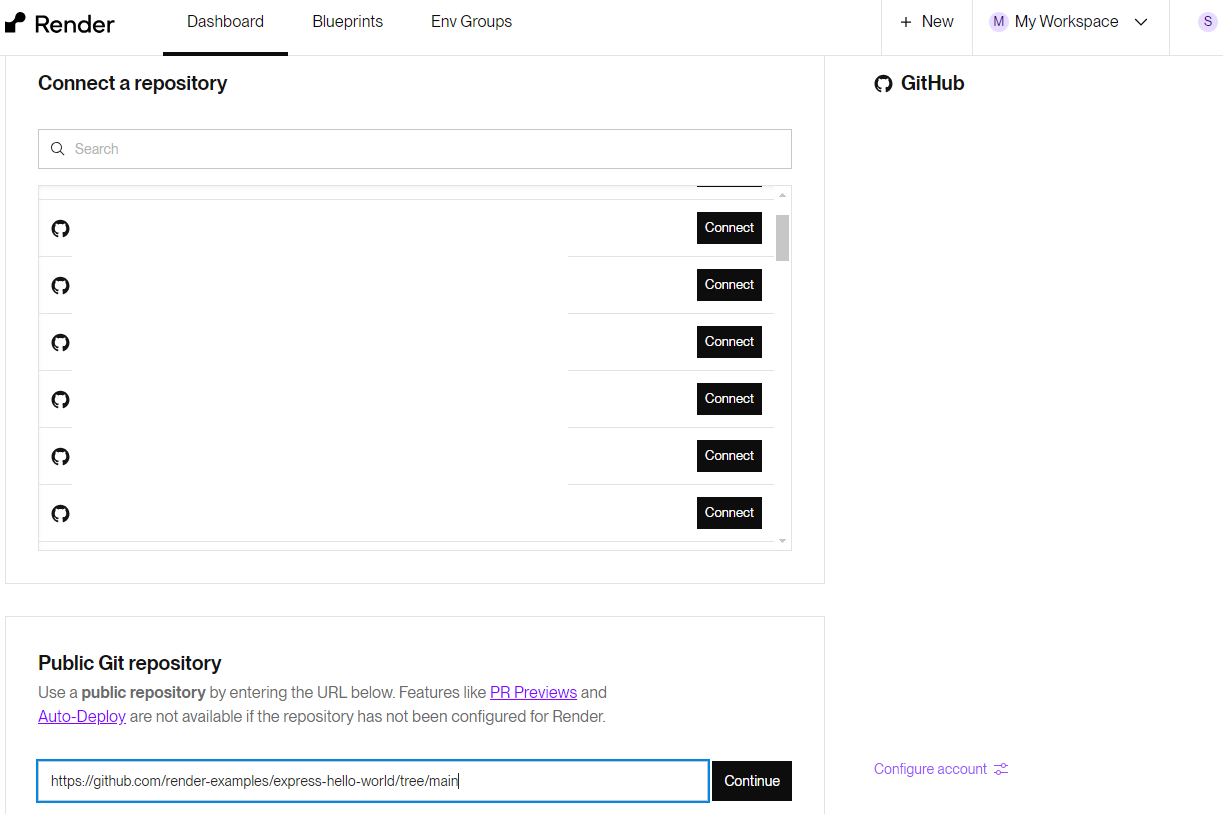 Render
Dashboard
Blueprints
Env Groups
+ New
M My Workspace
S
Connect a repository
GitHub
Search
Connect
Connect
Connect
Connect
Connect
Connect
Public Git repository
Use a public repository by entering the URL below. Features like PR Previews and
Auto-Deploy are not available if the repository has not been configured for Render.
https://github.com/render-examples/express-hello-world/tree/main
Continue
Configure account